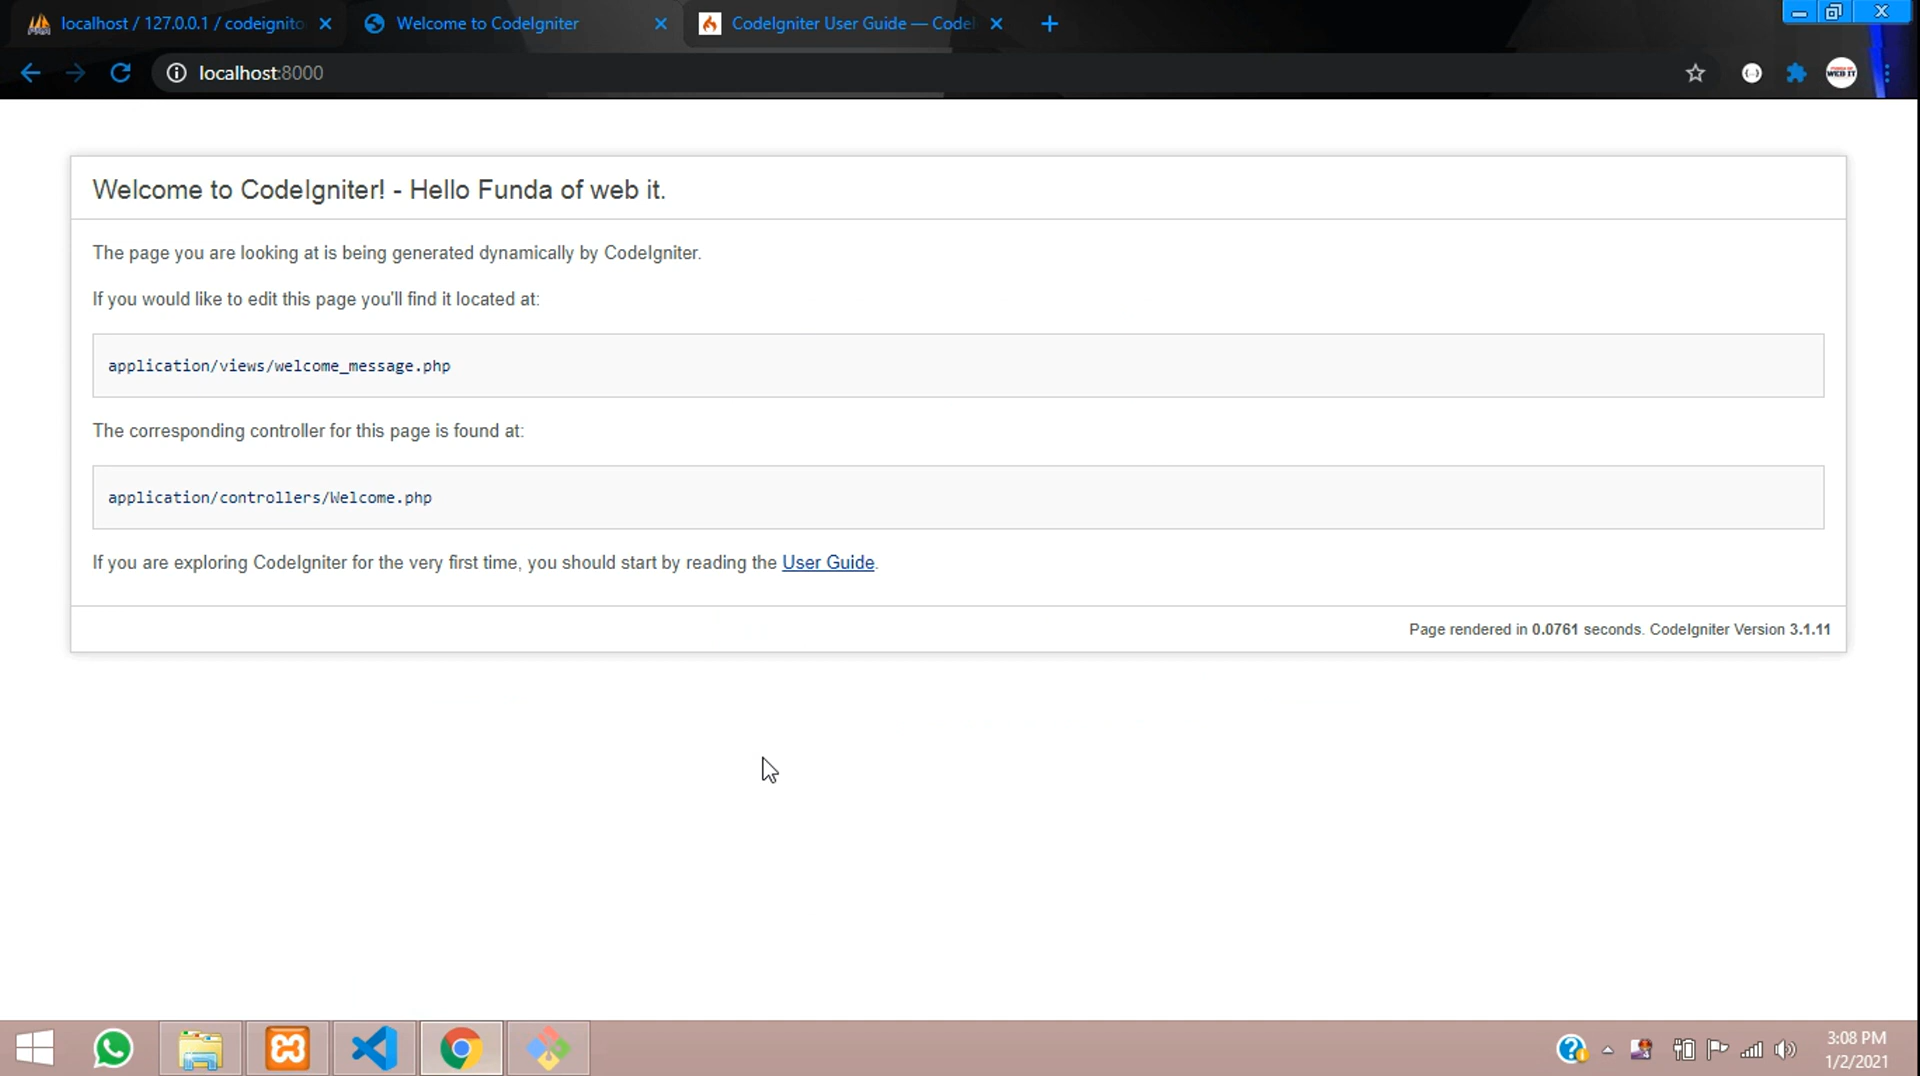 localhost / 127.0.0.1 / codeignito
Welcome to CodeIgniter
CodeIgniter User Guide — CodeI
localhost:8000
WEB IT
Welcome to CodeIgniter! - Hello Funda of web it.
The page you are looking at is being generated dynamically by CodeIgniter.
If you would like to edit this page you'll find it located at:
application/views/welcome_message.php
The corresponding controller for this page is found at:
application/controllers/Welcome.php
If you are exploring CodeIgniter for the very first time, you should start by reading the User Guide.
Page rendered in 0.0761 seconds. CodeIgniter Version 3.1.11
3:08 PM
1/2/2021